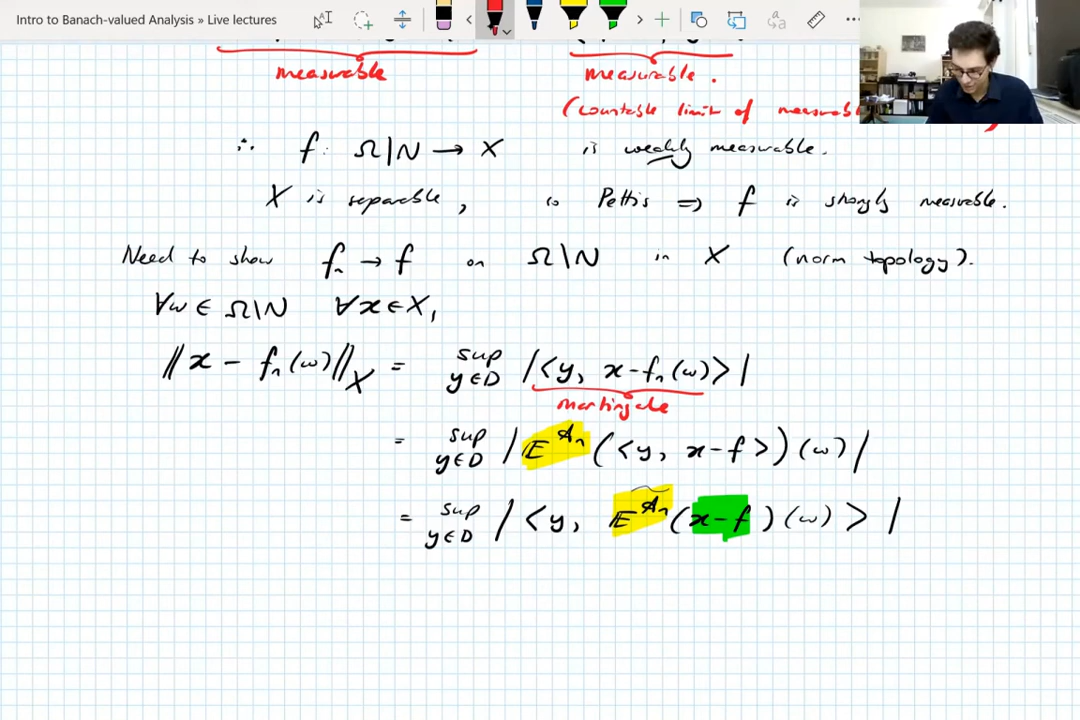 Intro to Banach-valued Analysis » Live lectures
measurable measurable.
(countable limit of measurable
∴ f: Ω\N → X is weakly measurable.
X is separable, so Pettis ⇒ f is strongly measurable.
Need to show fₙ → f on Ω\N in X (norm topology).
∀ω ∈ Ω\N ∀x ∈ X,
‖x - fₙ(ω)‖_X = sup_{y∈D} |<y, x-fₙ(ω)>|
martingale
= sup_{y∈D} |E^{𝒜ₙ}(<y, x-f>)(ω)|
= sup_{y∈D} |<y, E^{𝒜ₙ}(x-f)(ω)>|